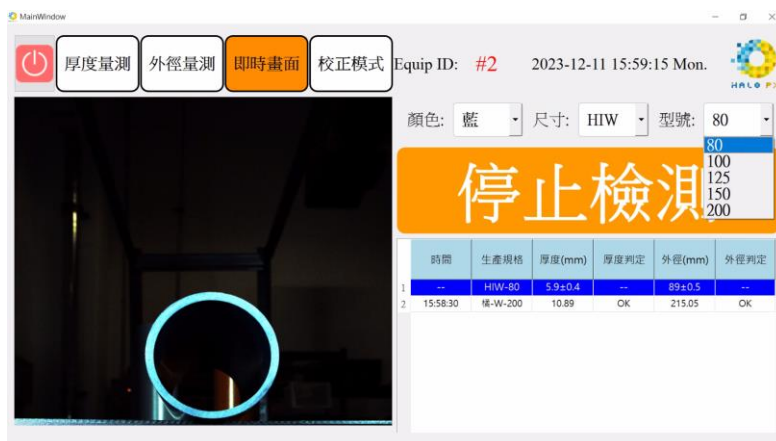 MainWindow
厚度量測 外徑量測 即時畫面 校正模式 Equip ID: #2 2023-12-11 15:59:15 Mon.
HALO PX
顏色: 藍 尺寸: HIW 型號: 80
80
100
125
150
200
停止檢測
時間 生產規格 厚度(mm) 厚度判定 外徑(mm) 外徑判定
1 -- HIW-80 5.9±0.4 -- 89±0.5 --
2 15:58:30 橘-W-200 10.89 OK 215.05 OK